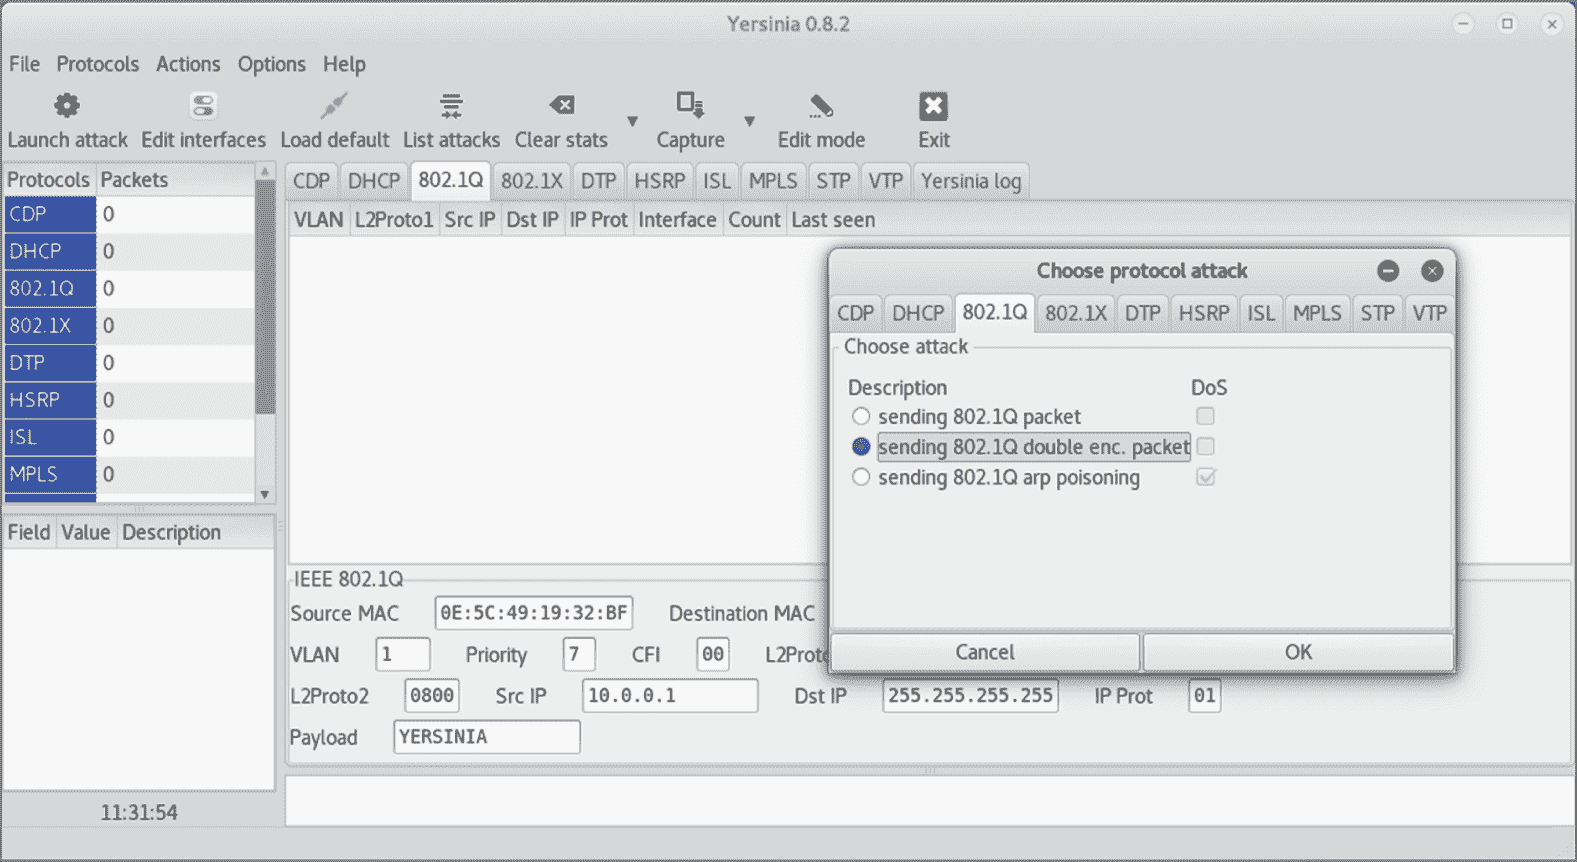 Yersinia 0.8.2
File Protocols Actions Options Help
Launch attack Edit interfaces Load default List attacks Clear stats Capture Edit mode Exit
Protocols Packets
CDP 0
DHCP 0
802.1Q 0
802.1X 0
DTP 0
HSRP 0
ISL 0
MPLS 0
Field Value Description
11:31:54
CDP DHCP 802.1Q 802.1X DTP HSRP ISL MPLS STP VTP Yersinia log
VLAN L2Proto1 Src IP Dst IP IP Prot Interface Count Last seen
Choose protocol attack
CDP DHCP 802.1Q 802.1X DTP HSRP ISL MPLS STP VTP
Choose attack
Description DoS
sending 802.1Q packet
sending 802.1Q double enc. packet
sending 802.1Q arp poisoning
Cancel OK
IEEE 802.1Q
Source MAC 0E:5C:49:19:32:BF Destination MAC
VLAN 1 Priority 7 CFI 00 L2Proto
L2Proto2 0800 Src IP 10.0.0.1 Dst IP 255.255.255.255 IP Prot 01
Payload YERSINIA